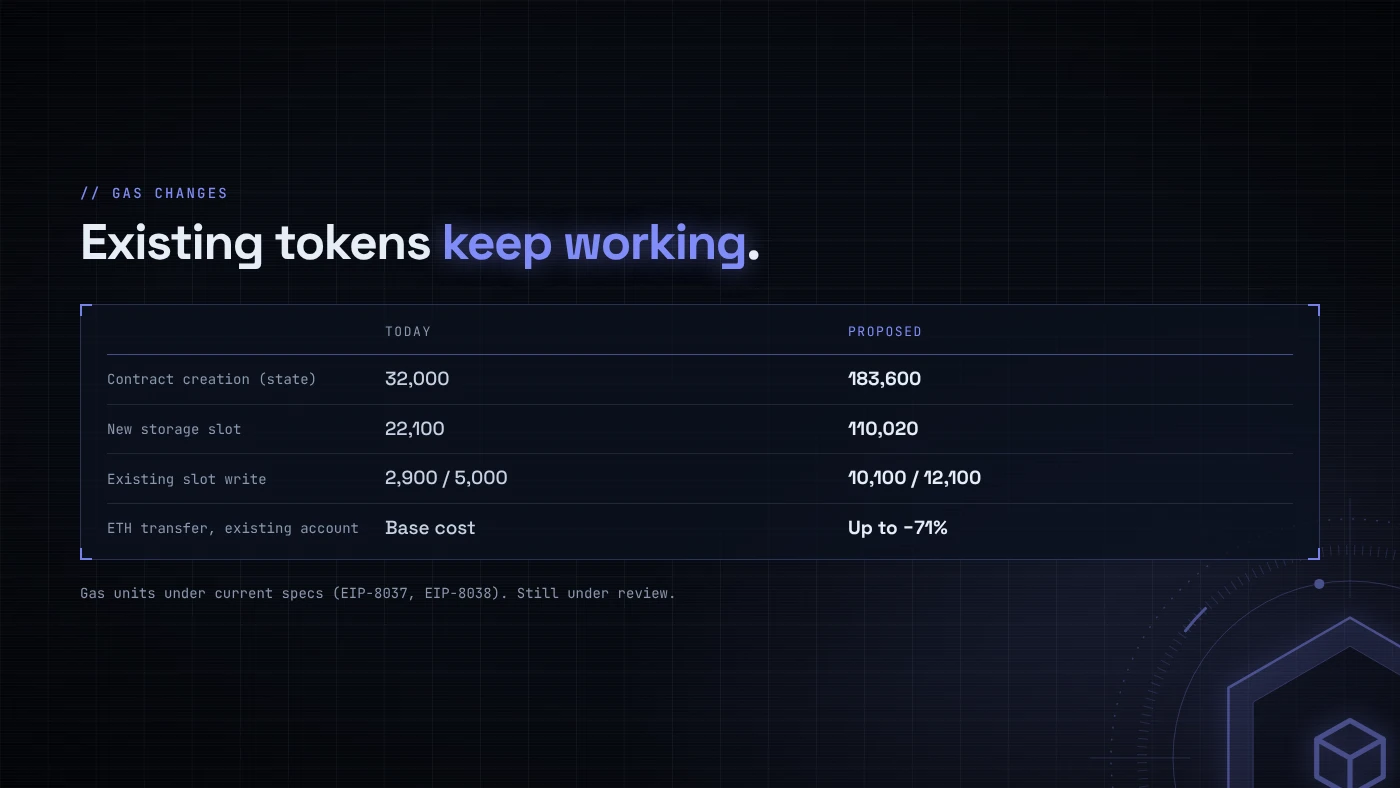 // GAS CHANGES
Existing tokens keep working.
TODAY PROPOSED
Contract creation (state) 32,000 183,600
New storage slot 22,100 110,020
Existing slot write 2,900 / 5,000 10,100 / 12,100
ETH transfer, existing account Base cost Up to −71%
Gas units under current specs (EIP-8037, EIP-8038). Still under review.